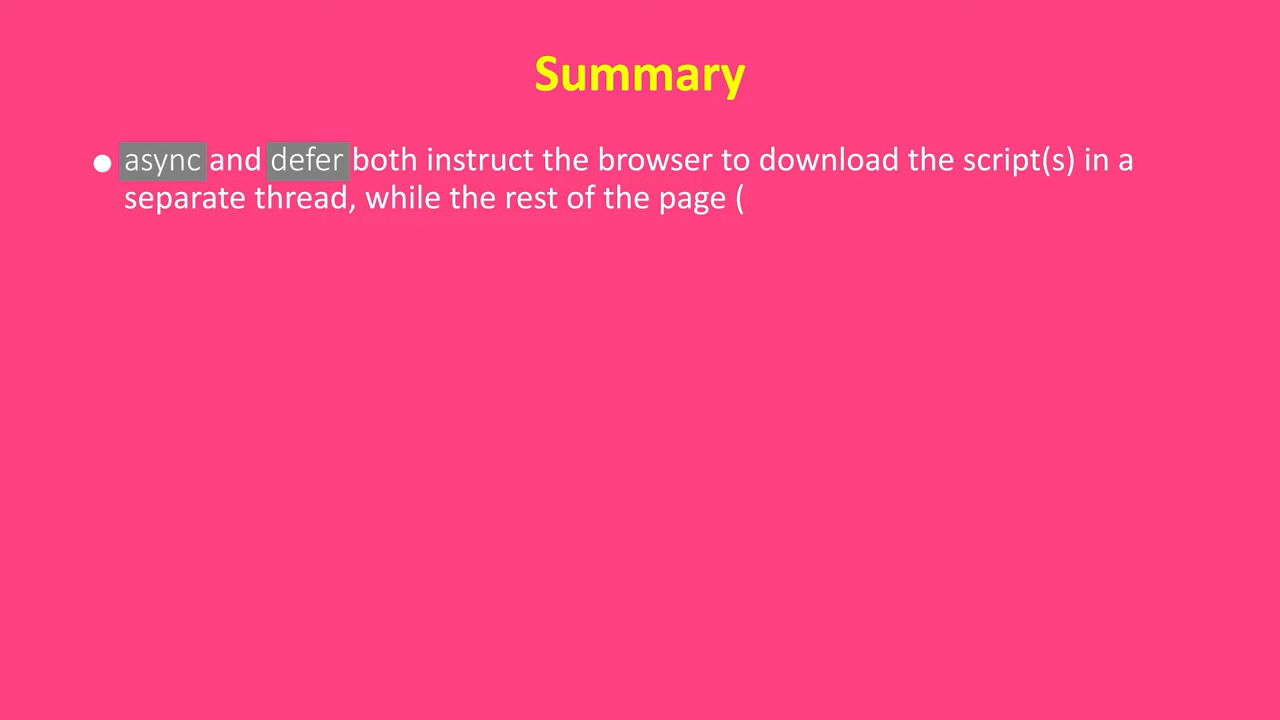 Summary
● async and defer both instruct the browser to download the script(s) in a
separate thread, while the rest of the page (